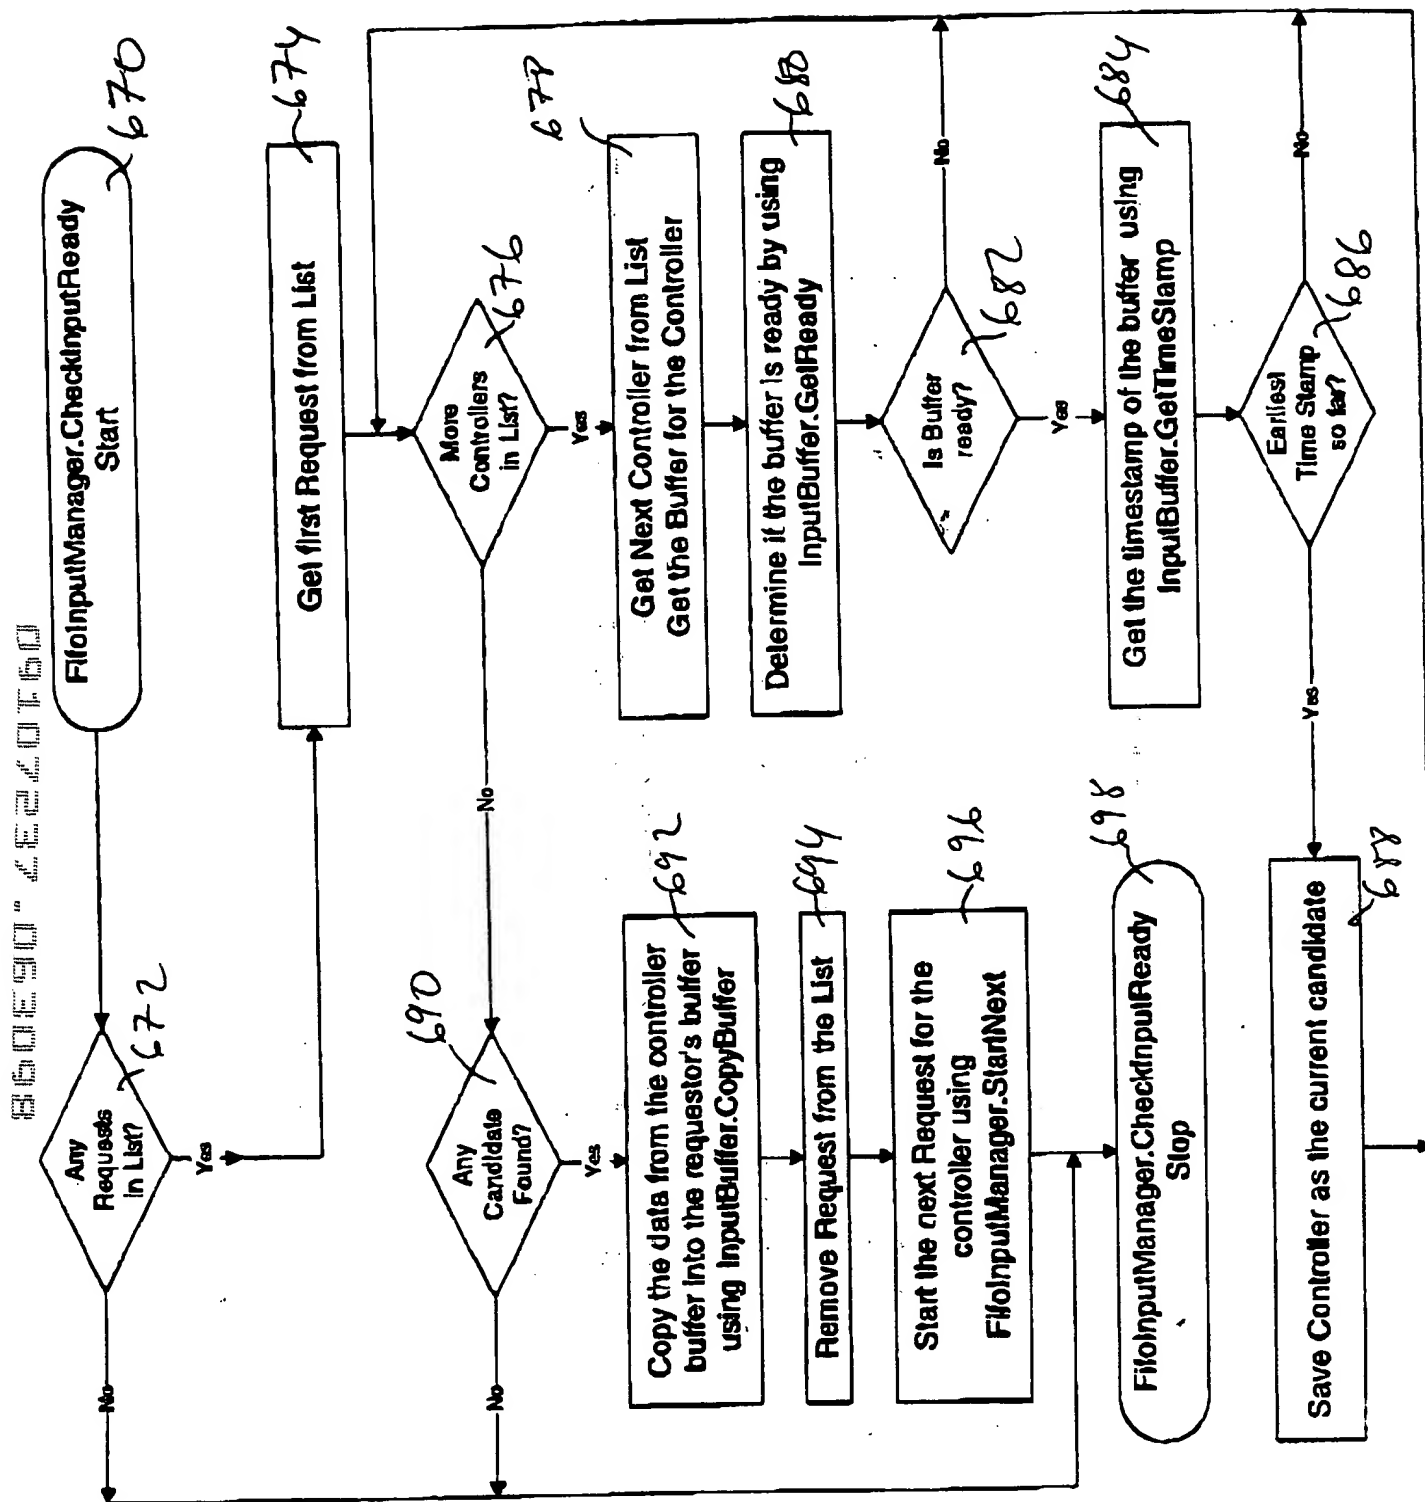 09107237.063098
FifoInputManager.CheckInputReady
Start
670
Any
Requests
in List?
672
No
Yes
Get first Request from List
674
More
Controllers
in List?
676
No
Yes
Get Next Controller from List
Get the Buffer for the Controller
678
Determine if the buffer is ready by using
InputBuffer.GetReady
680
Is Buffer
ready?
682
No
Yes
Get the timestamp of the buffer using
InputBuffer.GetTimeStamp
684
Earliest
Time Stamp
so far?
686
No
Yes
Save Controller as the current candidate
688
Any
Candidate
Found?
690
No
Yes
Copy the data from the controller
buffer into the requestor's buffer
using InputBuffer.CopyBuffer
692
Remove Request from the List
694
Start the next Request for the
controller using
FifoInputManager.StartNext
696
FifoInputManager.CheckInputReady
Stop
698